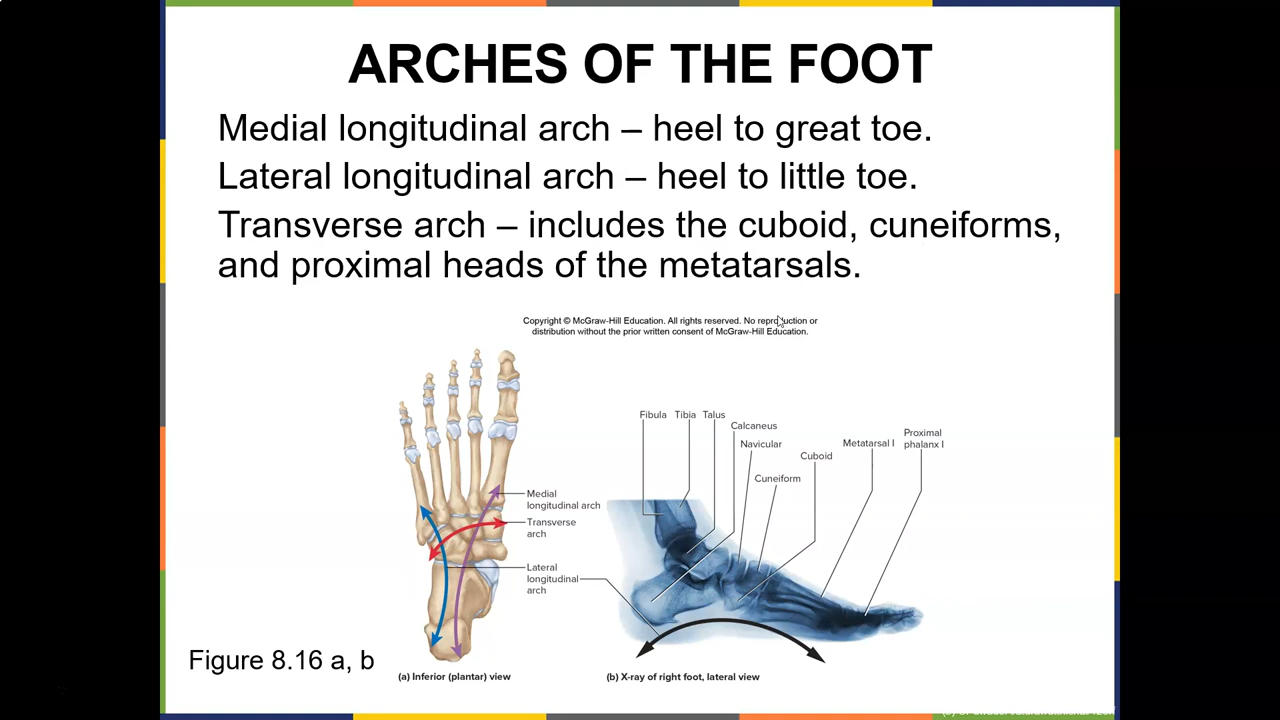 ARCHES OF THE FOOT
Medial longitudinal arch – heel to great toe.
Lateral longitudinal arch – heel to little toe.
Transverse arch – includes the cuboid, cuneiforms,
and proximal heads of the metatarsals.
Copyright © McGraw-Hill Education. All rights reserved. No reproduction or
distribution without the prior written consent of McGraw-Hill Education.
Fibula
Tibia
Talus
Calcaneus
Navicular
Cuneiform
Cuboid
Metatarsal I
Proximal
phalanx I
Medial
longitudinal arch
Transverse
arch
Lateral
longitudinal
arch
Figure 8.16 a, b
(a) Inferior (plantar) view
(b) X-ray of right foot, lateral view